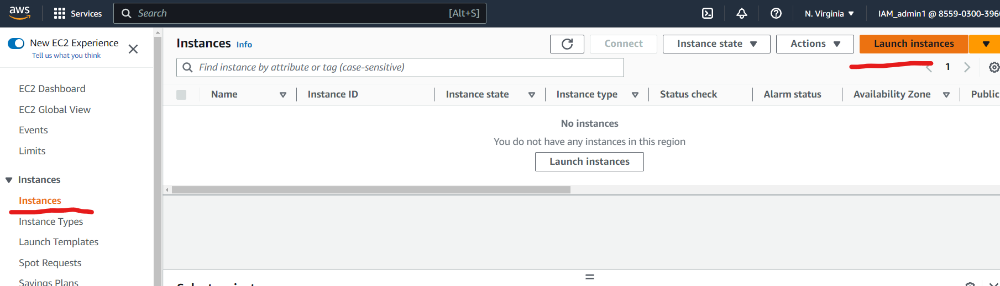 aws Services Search [Alt+S] N. Virginia IAM_admin1 @ 8559-0300-396
New EC2 Experience
Tell us what you think
EC2 Dashboard
EC2 Global View
Events
Limits
Instances
Instances
Instance Types
Launch Templates
Spot Requests
Savings Plans
Instances Info Connect Instance state Actions Launch instances
Find instance by attribute or tag (case-sensitive) 1
Name Instance ID Instance state Instance type Status check Alarm status Availability Zone Public
No instances
You do not have any instances in this region
Launch instances